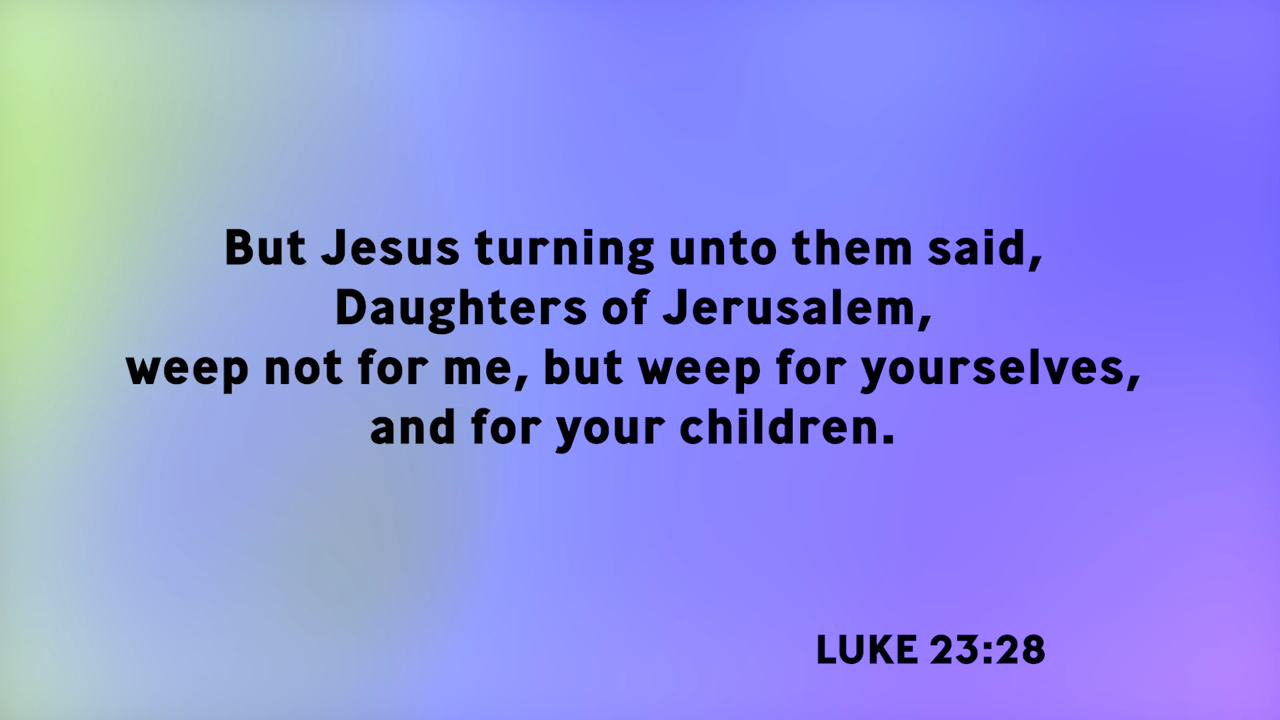 But Jesus turning unto them said,
Daughters of Jerusalem,
weep not for me, but weep for yourselves,
and for your children.
LUKE 23:28